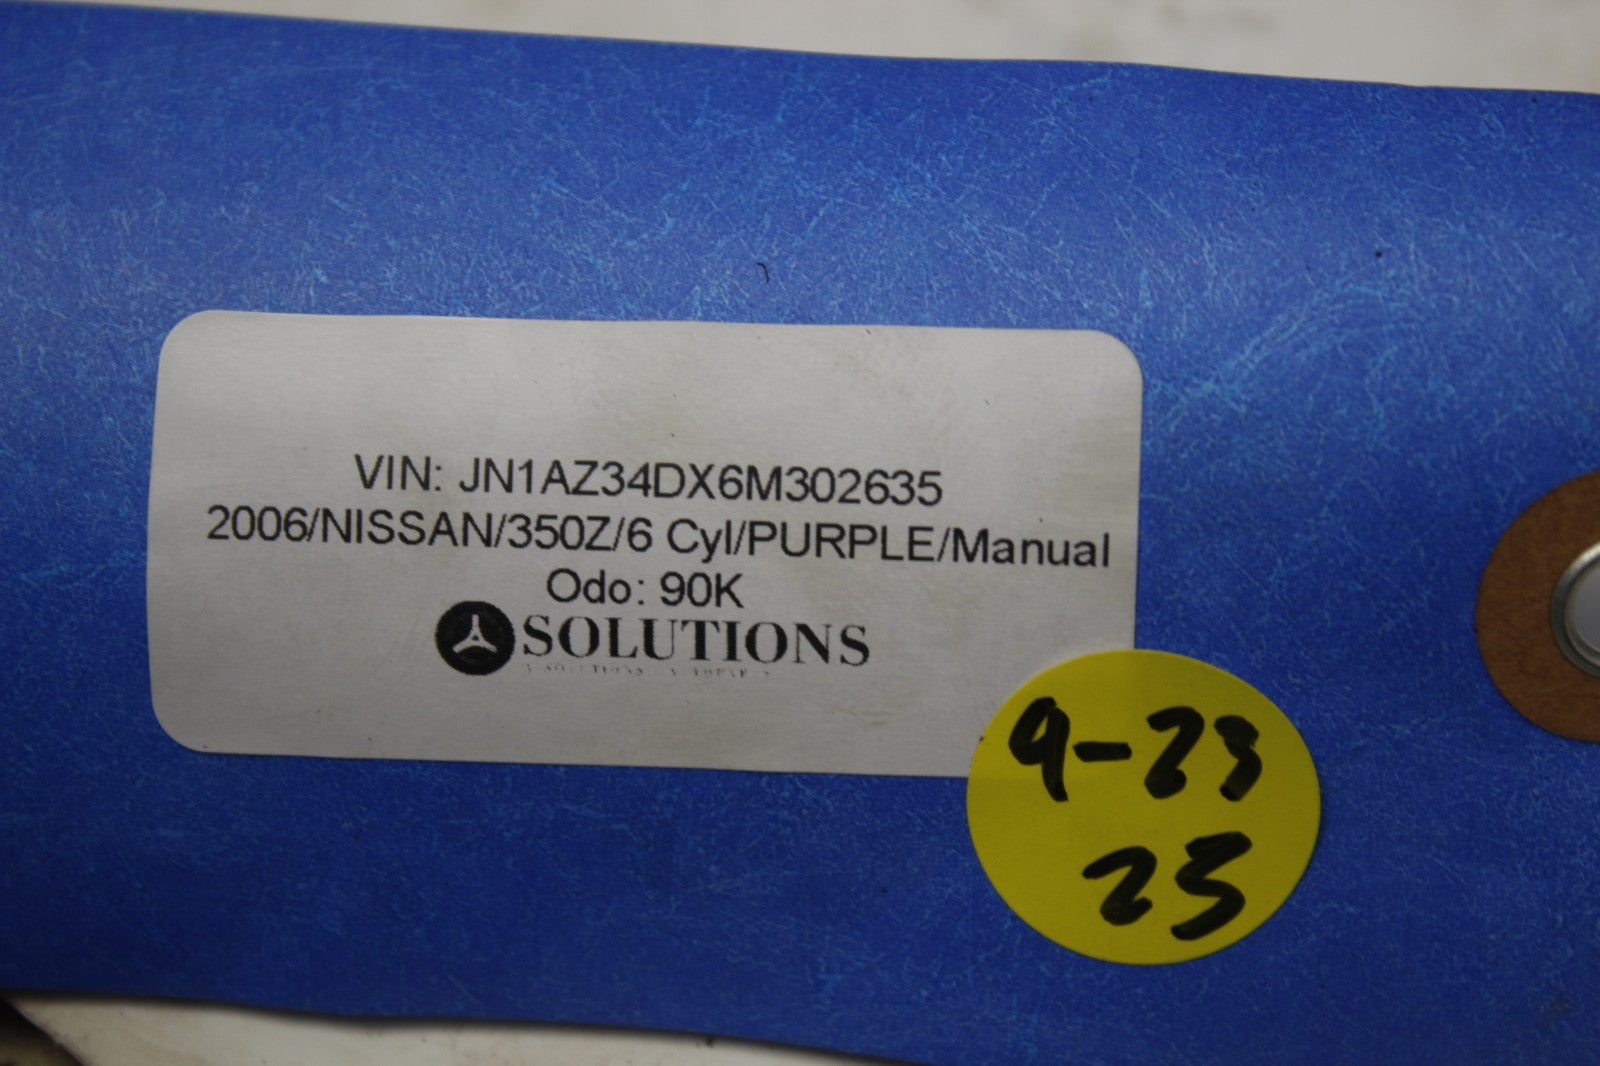 VIN: JN1AZ34DX6M302635
2006/NISSAN/350Z/6 Cyl/PURPLE/Manual
Odo: 90K
SOLUTIONS
9-23
23